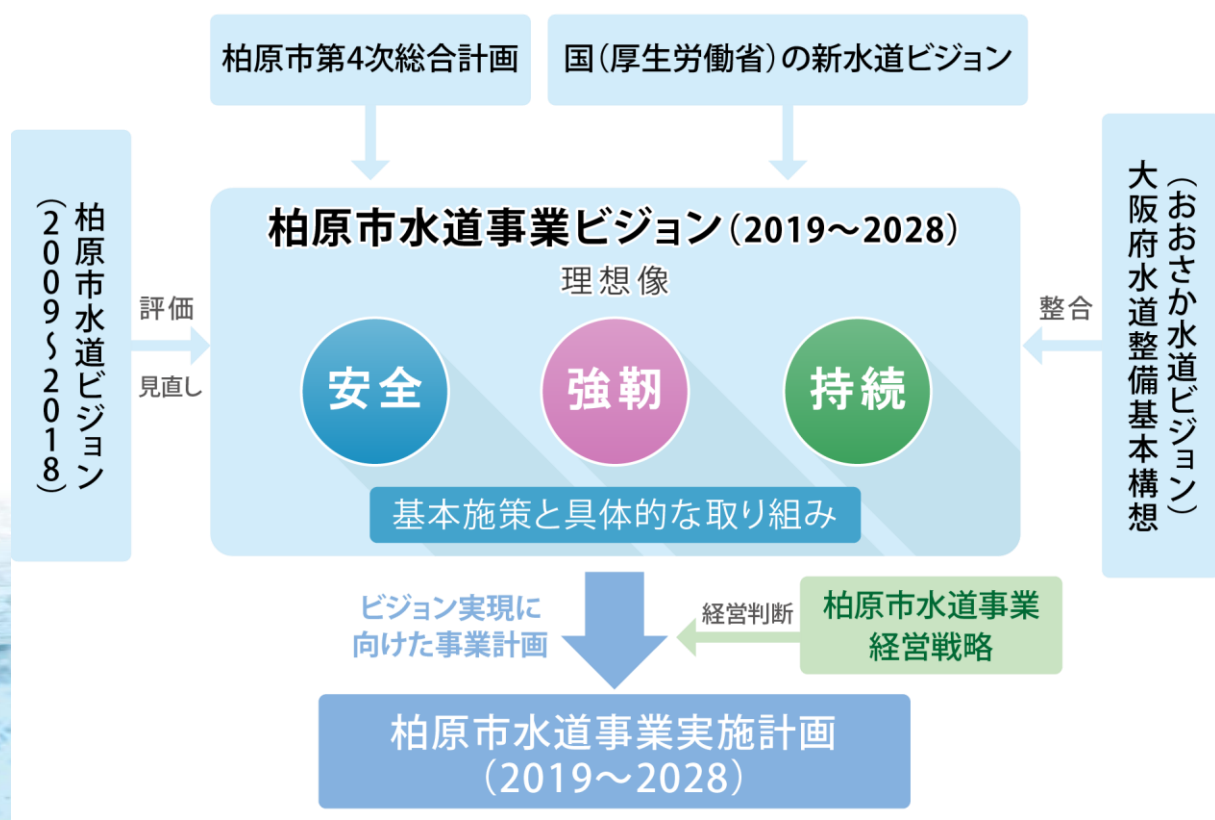 柏原市第4次総合計画
国(厚生労働省)の新水道ビジョン
柏原市水道ビジョン
(2009~2018)
評価
見直し
柏原市水道事業ビジョン(2019~2028)
理想像
安全
強靭
持続
基本施策と具体的な取り組み
整合
(おおさか水道ビジョン)
大阪府水道整備基本構想
ビジョン実現に
向けた事業計画
経営判断
柏原市水道事業
経営戦略
柏原市水道事業実施計画
(2019~2028)